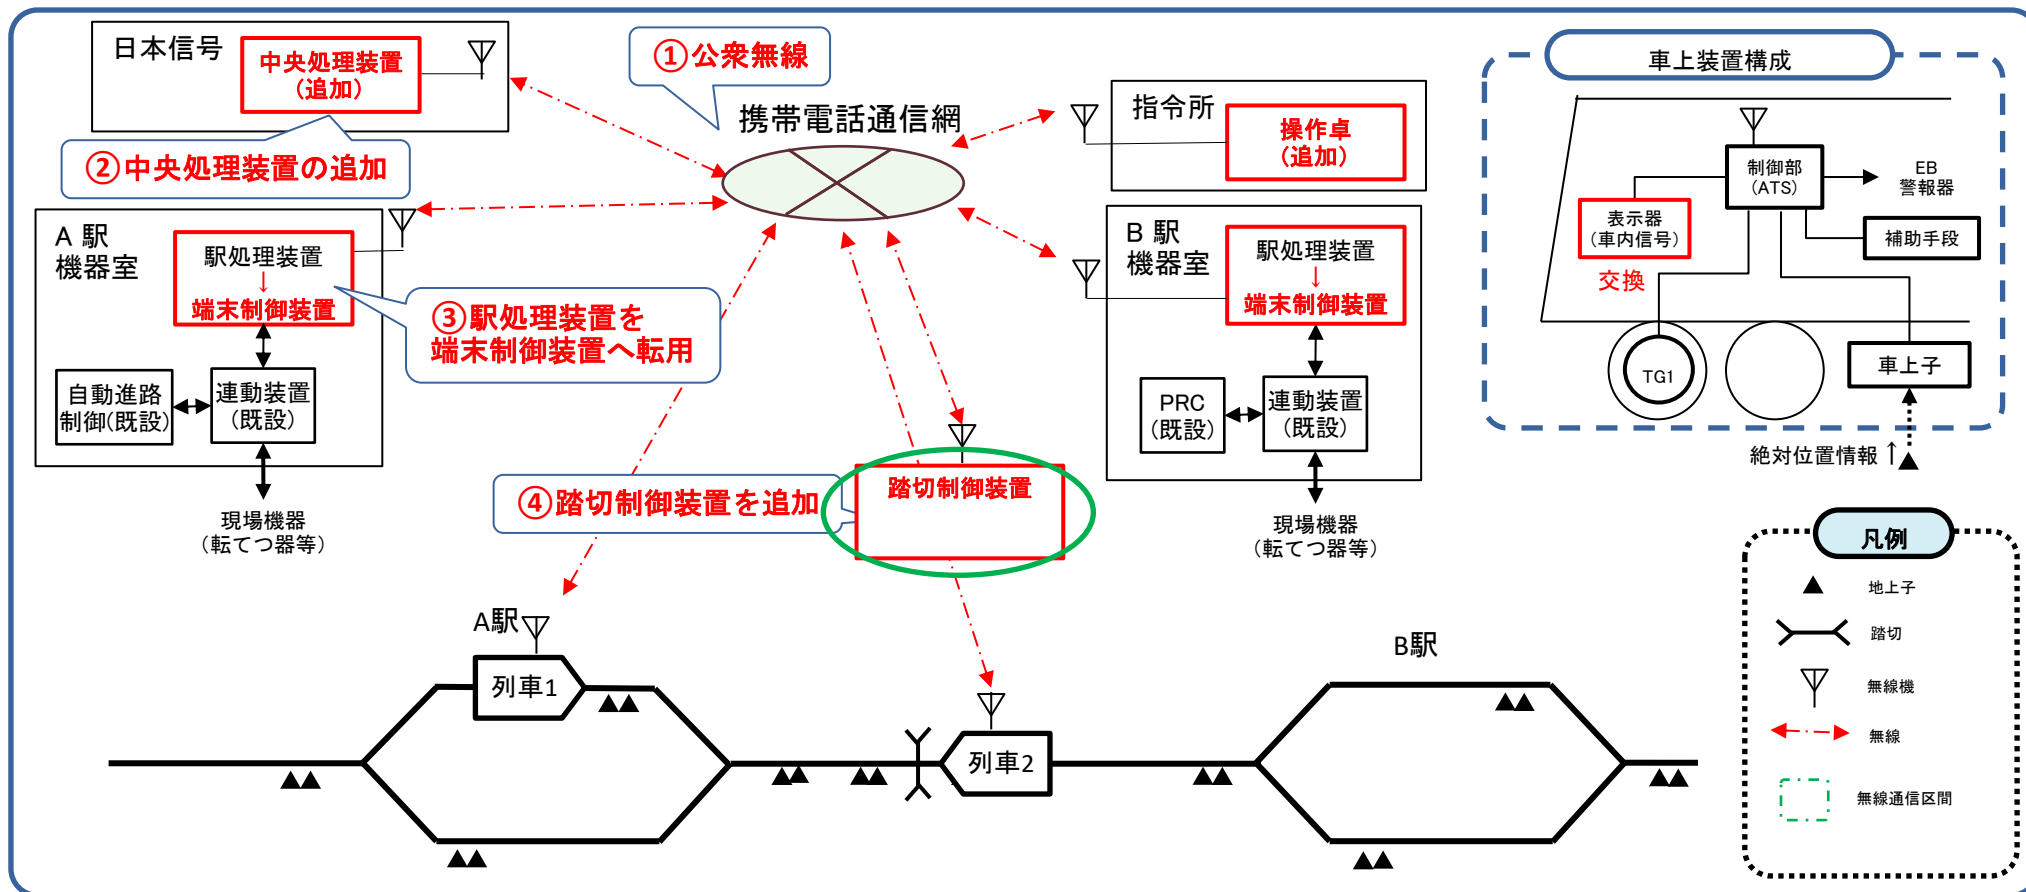 日本信号
中央処理装置
(追加)
①公衆無線
携帯電話通信網
②中央処理装置の追加
指令所
操作卓
(追加)
A 駅
機器室
駅処理装置
↓
端末制御装置
③駅処理装置を
端末制御装置へ転用
自動進路
制御(既設)
連動装置
(既設)
現場機器
(転てつ器等)
B 駅
機器室
駅処理装置
↓
端末制御装置
PRC
(既設)
連動装置
(既設)
現場機器
(転てつ器等)
④踏切制御装置を追加
踏切制御装置
車上装置構成
制御部
(ATS)
EB
警報器
表示器
(車内信号)
交換
補助手段
TG1
車上子
絶対位置情報 ↑
凡例
地上子
踏切
無線機
無線
無線通信区間
A駅
列車1
列車2
B駅